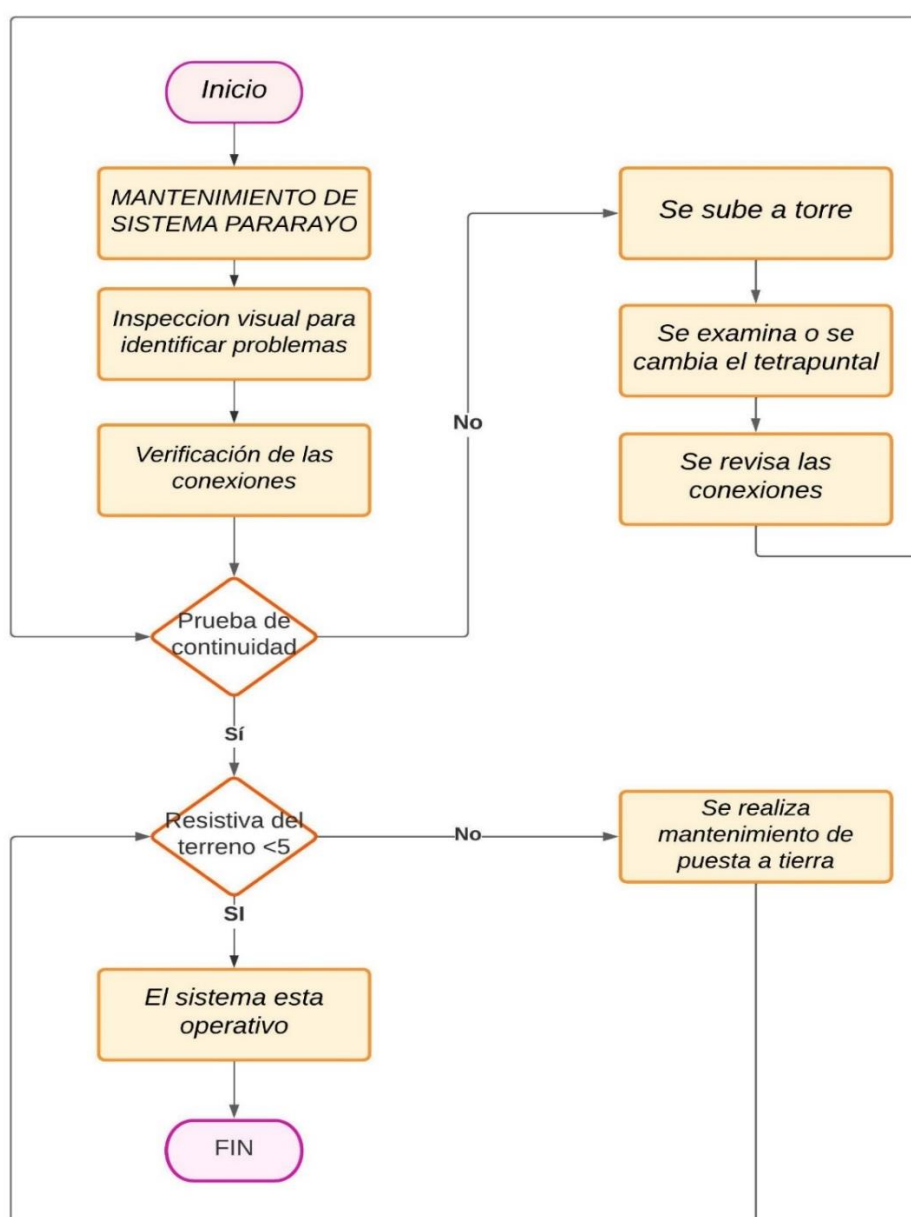 Inicio
MANTENIMIENTO DE
SISTEMA PARARAYO
Inspeccion visual para
identificar problemas
Verificación de las
conexiones
Prueba de
continuidad
No
Se sube a torre
Se examina o se
cambia el tetrapuntal
Se revisa las
conexiones
Sí
Resistiva del
terreno <5
No
Se realiza
mantenimiento de
puesta a tierra
SI
El sistema esta
operativo
FIN